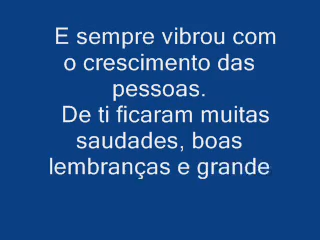 E sempre vibrou com
o crescimento das
pessoas.
De ti ficaram muitas
saudades, boas
lembranças e grande